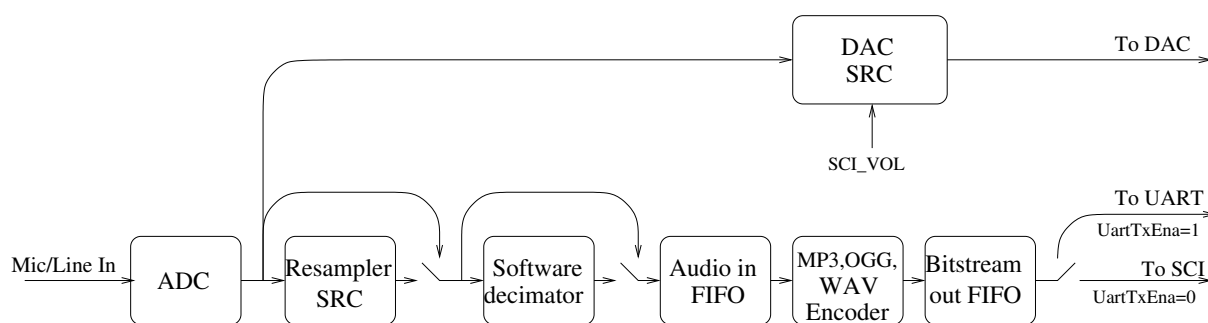 DAC
SRC
To DAC
SCI_VOL
To UART
UartTxEna=1
Mic/Line In
ADC
Resampler
SRC
Software
decimator
Audio in
FIFO
MP3,OGG,
WAV
Encoder
Bitstream
out FIFO
To SCI
UartTxEna=0